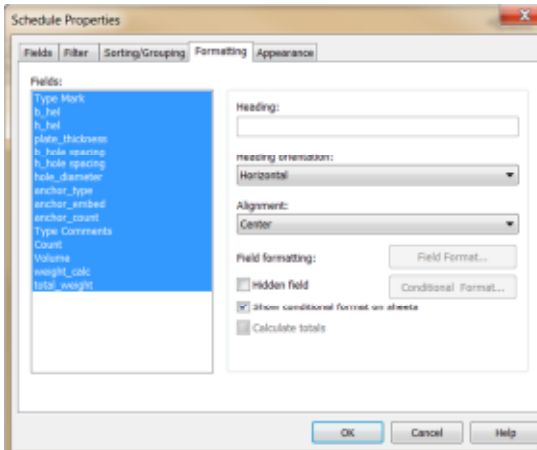 Schedule Properties
Fields Filter Sorting/Grouping Formatting Appearance
Fields:
Type Mark
b_hel
h_hel
plate_thickness
b_hole spacing
h_hole spacing
hole_diameter
anchor_type
anchor_embed
anchor_count
Type Comments
Count
Volume
weight_calc
total_weight
Heading:
Heading orientation:
Horizontal
Alignment:
Center
Field formatting:
Field Format...
Hidden field
Conditional Format...
Show conditional format on sheets
Calculate totals
OK Cancel Help